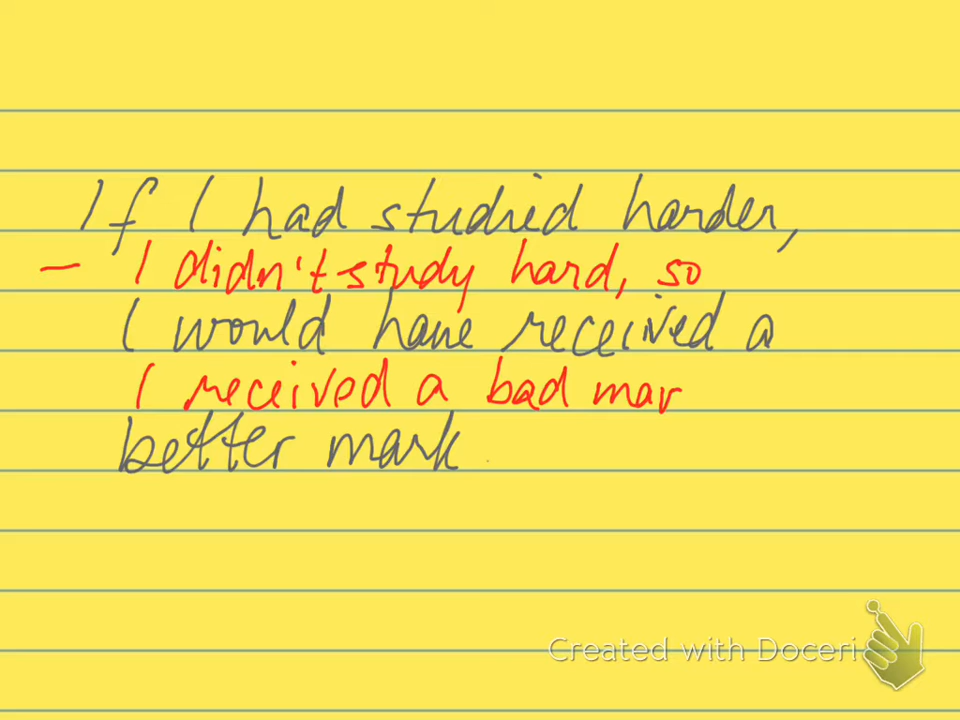 If I had studied harder,
- I didn't study hard, so
I would have received a
I received a bad mar
better mark
Created with Doceri